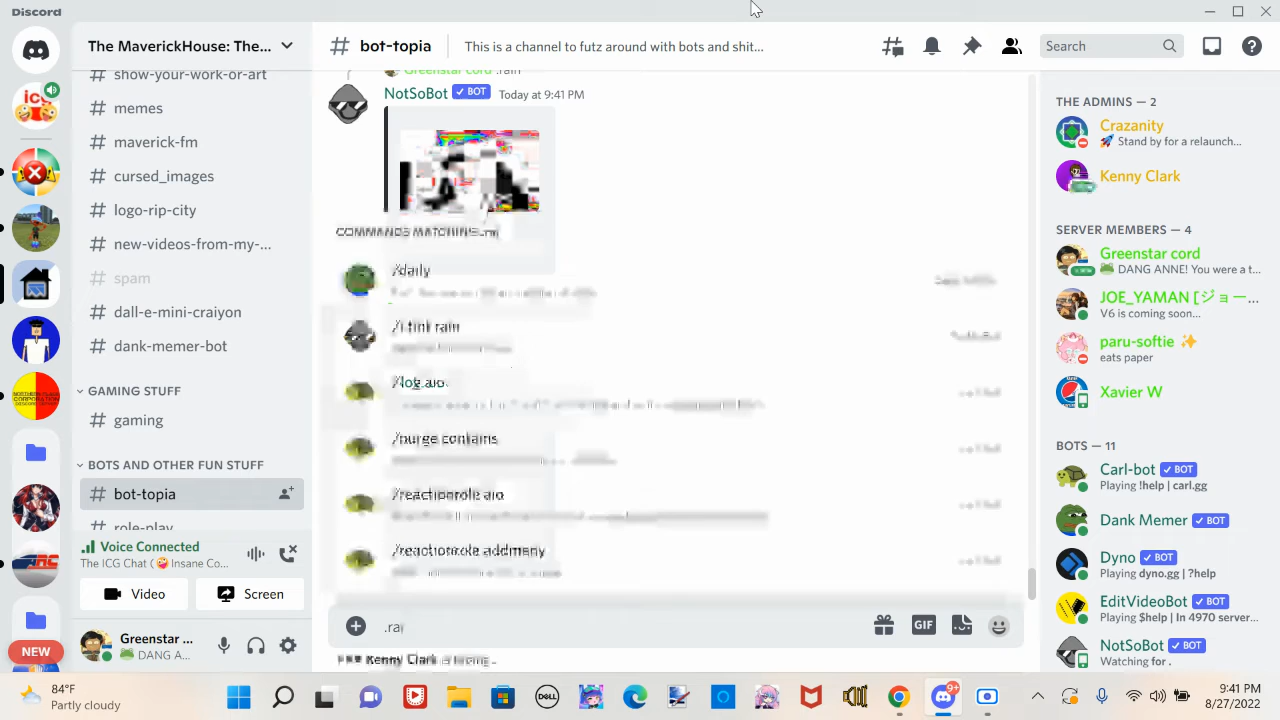 Discord
The MaverickHouse: The...
bot-topia
This is a channel to futz around with bots and shit...
Search
show-your-work-or-art
memes
maverick-fm
cursed_images
logo-rip-city
new-videos-from-my-...
spam
dall-e-mini-craiyon
dank-memer-bot
GAMING STUFF
gaming
BOTS AND OTHER FUN STUFF
bot-topia
role-play
Voice Connected
The ICG Chat ( Insane Co...
Video
Screen
Greenstar ...
DANG A...
NEW
Greenstar cord .rain
NotSoBot BOT Today at 9:41 PM
COMMANDS MATCHING
/daily
/purge contains
/reactionrole
/reactionrole addmany
.ra
GIF
Kenny Clark
THE ADMINS — 2
Crazanity
🚀 Stand by for a relaunch...
Kenny Clark
SERVER MEMBERS — 4
Greenstar cord
DANG ANNE! You were a t...
JOE_YAMAN [ジョー...
V6 is coming soon...
paru-softie ✨
eats paper
Xavier W
BOTS — 11
Carl-bot BOT
Playing !help | carl.gg
Dank Memer BOT
Dyno BOT
Playing dyno.gg | ?help
EditVideoBot BOT
Playing $help | In 4970 server...
NotSoBot BOT
Watching for .
84°F
Partly cloudy
DELL
9+
9:41 PM
8/27/2022